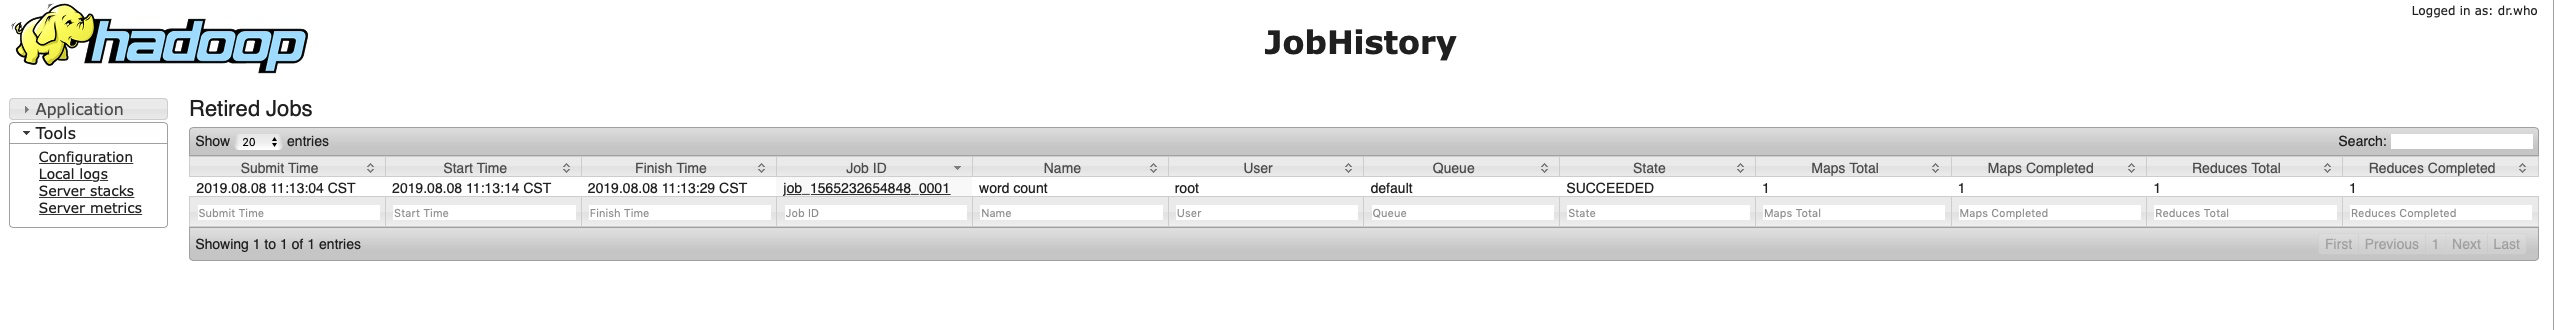 Logged in as: dr.who
hadoop
JobHistory
Application
Tools
Configuration
Local logs
Server stacks
Server metrics
Retired Jobs
Show 20 entries Search:
Submit Time Start Time Finish Time Job ID Name User Queue State Maps Total Maps Completed Reduces Total Reduces Completed
2019.08.08 11:13:04 CST 2019.08.08 11:13:14 CST 2019.08.08 11:13:29 CST job_1565232654848_0001 word count root default SUCCEEDED 1 1 1 1
Submit Time Start Time Finish Time Job ID Name User Queue State Maps Total Maps Completed Reduces Total Reduces Completed
Showing 1 to 1 of 1 entries First Previous 1 Next Last